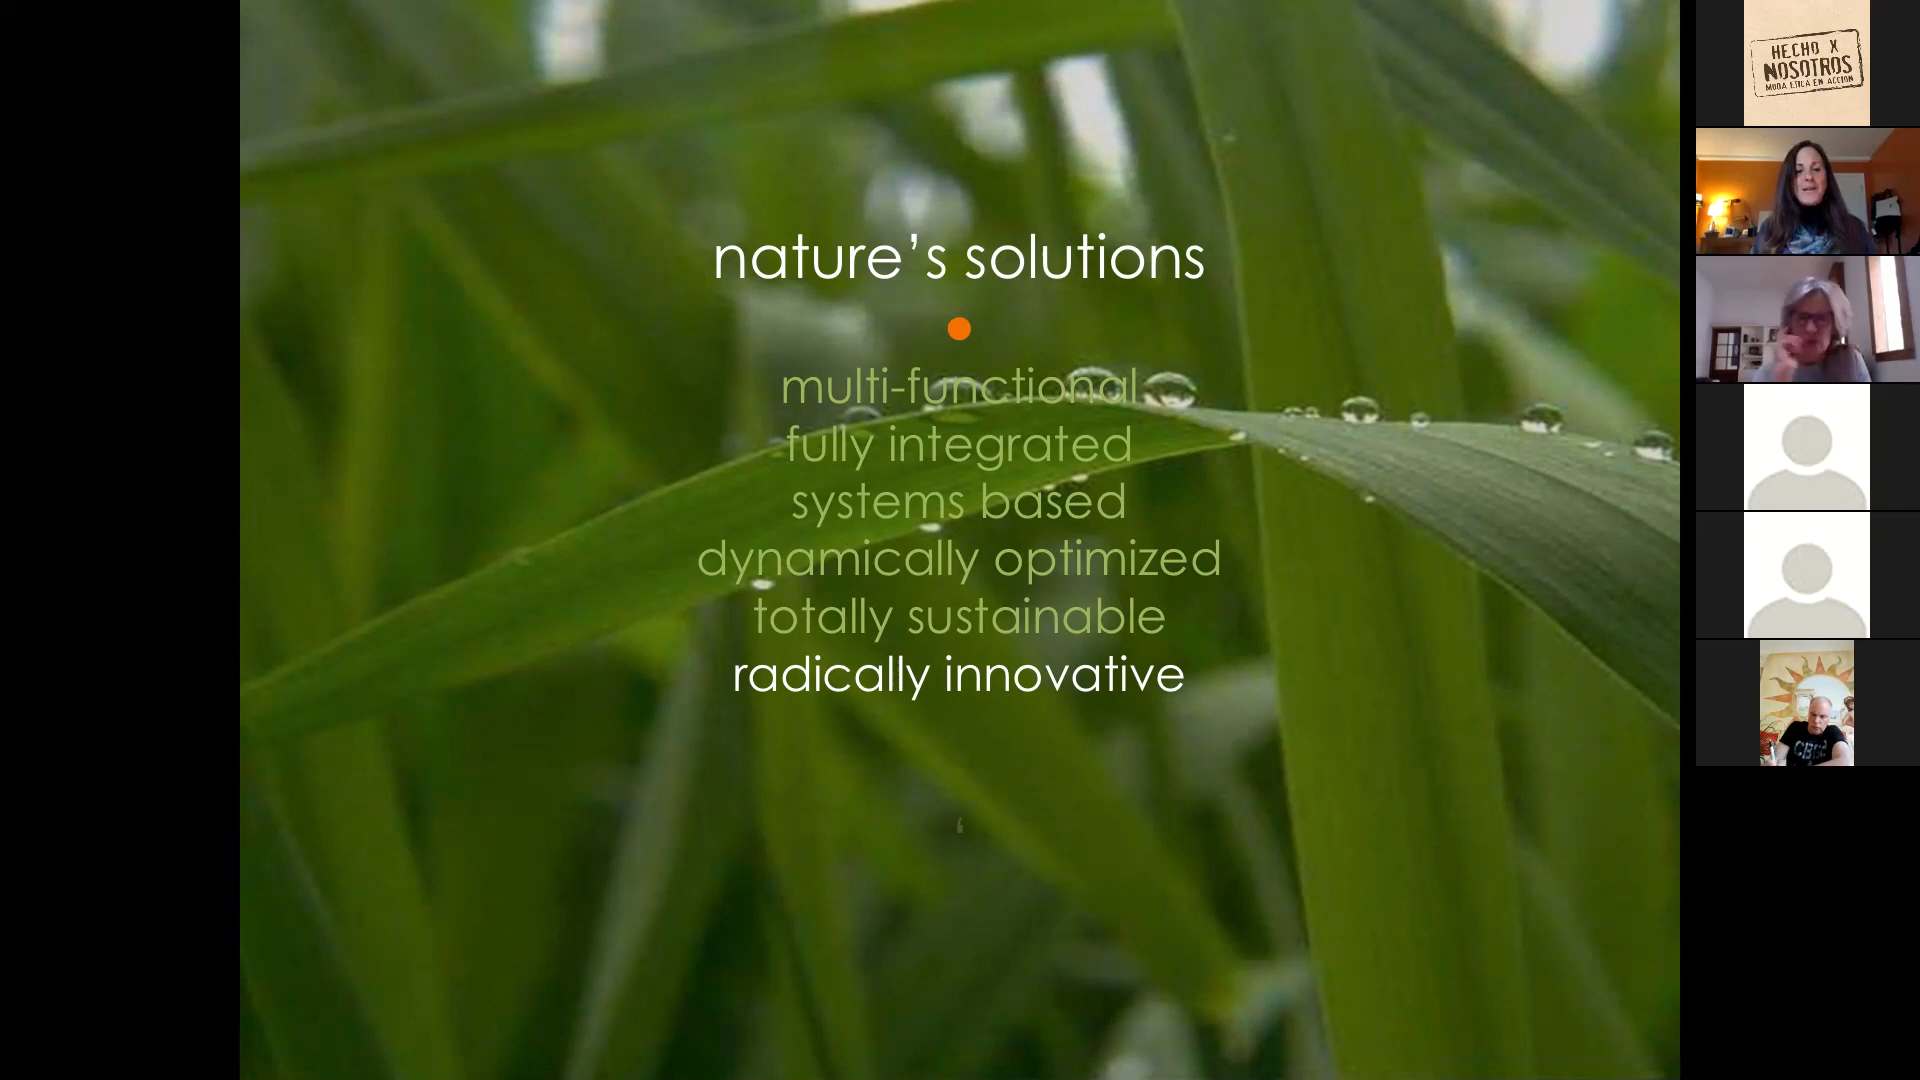 nature’s solutions
multi-functional
fully integrated
systems based
dynamically optimized
totally sustainable
radically innovative
‘
HECHO X
NOSOTROS
MODA ETICA EN ACCION